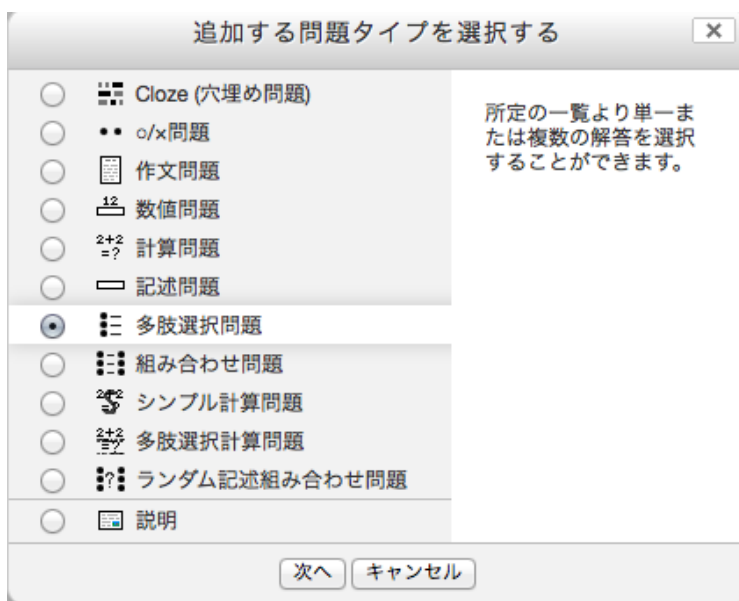 追加する問題タイプを選択する
Cloze (穴埋め問題)
○/×問題
作文問題
数値問題
計算問題
記述問題
多肢選択問題
組み合わせ問題
シンプル計算問題
多肢選択計算問題
ランダム記述組み合わせ問題
説明
所定の一覧より単一ま
たは複数の解答を選択
することができます。
次へ キャンセル